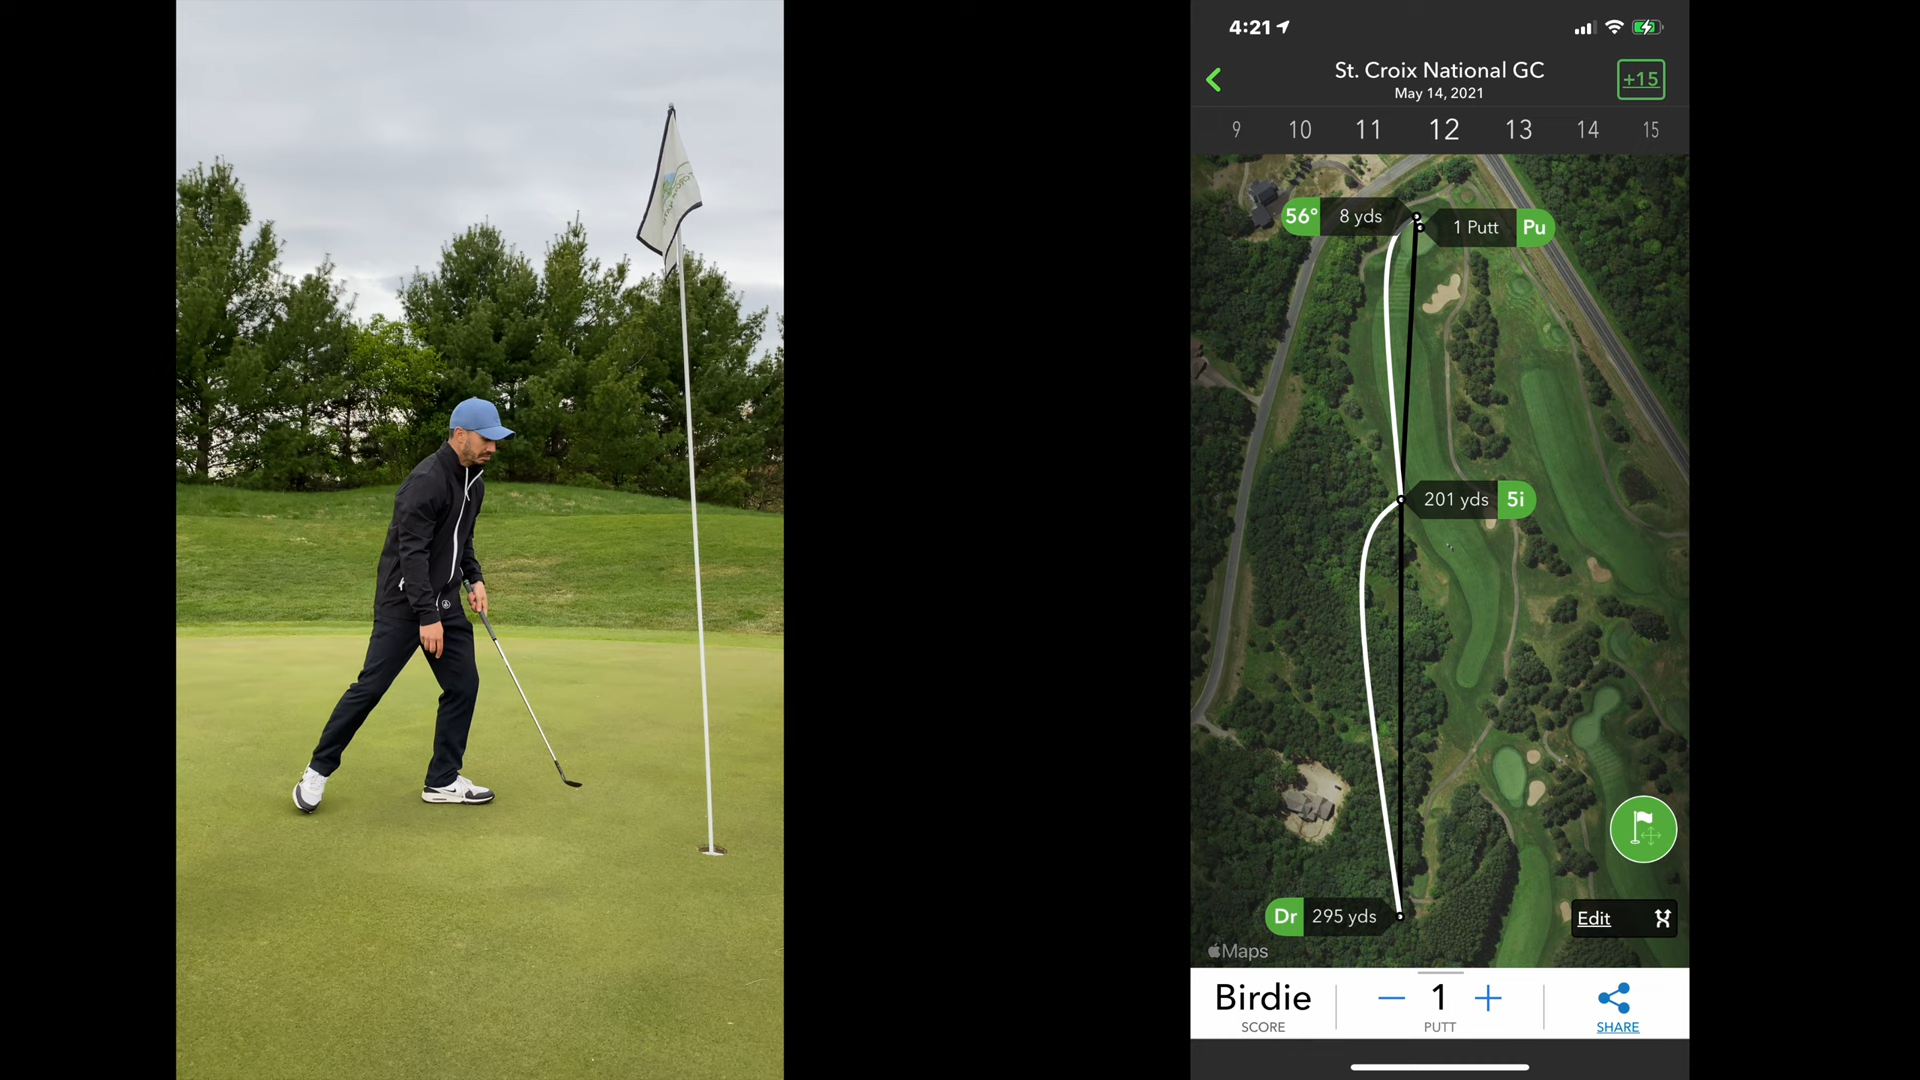 4:21
St. Croix National GC
May 14, 2021
+15
9 10 11 12 13 14 15
56° 8 yds
1 Putt Pu
201 yds 5i
Dr 295 yds
Edit
Maps
Birdie
SCORE
1
PUTT
SHARE